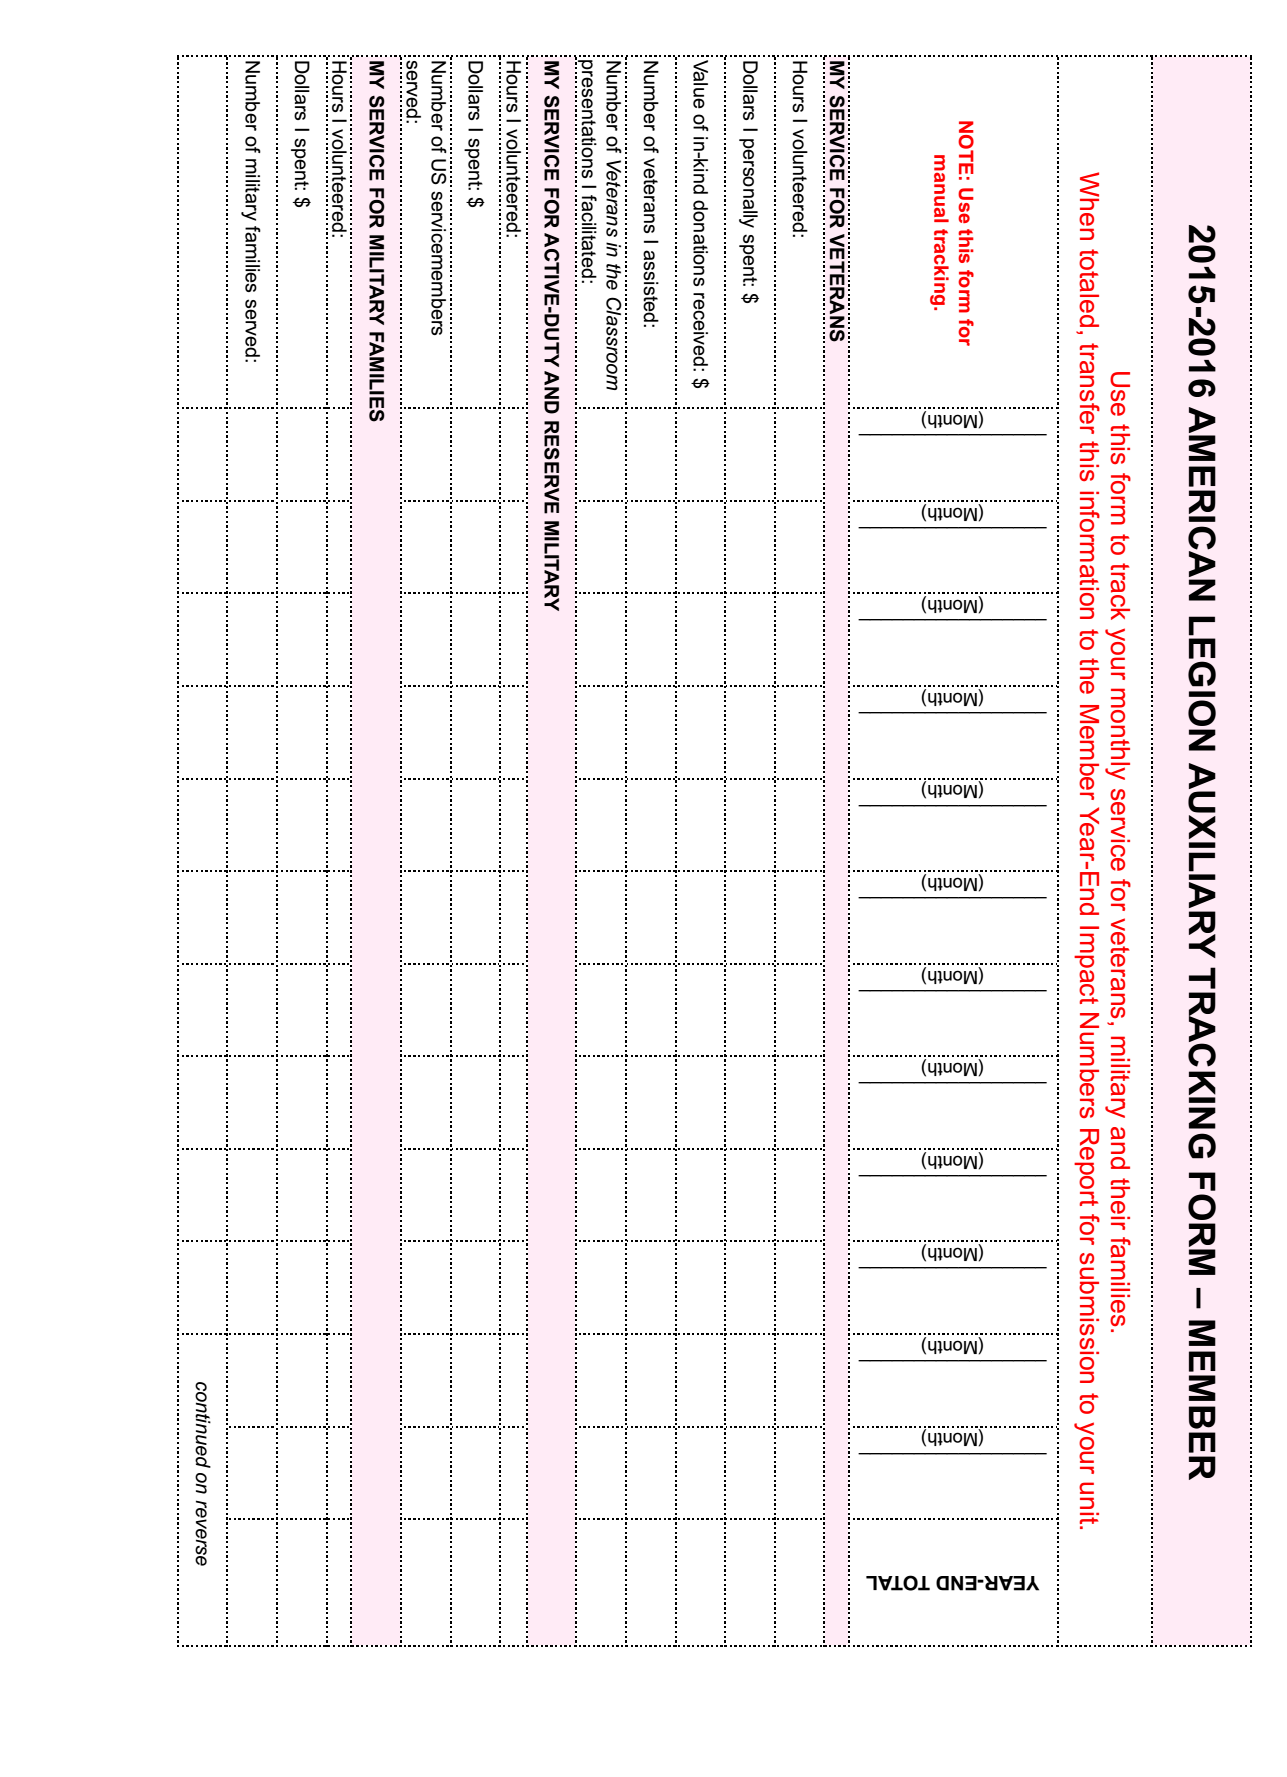 2015-2016 AMERICAN LEGION AUXILIARY TRACKING FORM – MEMBER
Use this form to track your monthly service for veterans, military and their families.
When totaled, transfer this information to the Member Year-End Impact Numbers Report for submission to your unit.
NOTE: Use this form for
manual tracking.
(Month)
(Month)
(Month)
(Month)
(Month)
(Month)
(Month)
(Month)
(Month)
(Month)
(Month)
(Month)
YEAR-END TOTAL
MY SERVICE FOR VETERANS
Hours I volunteered:
Dollars I personally spent: $
Value of in-kind donations received: $
Number of veterans I assisted:
Number of Veterans in the Classroom
presentations I facilitated:
MY SERVICE FOR ACTIVE-DUTY AND RESERVE MILITARY
Hours I volunteered:
Dollars I spent: $
Number of US servicemembers
served:
MY SERVICE FOR MILITARY FAMILIES
Hours I volunteered:
Dollars I spent: $
Number of military families served:
continued on reverse